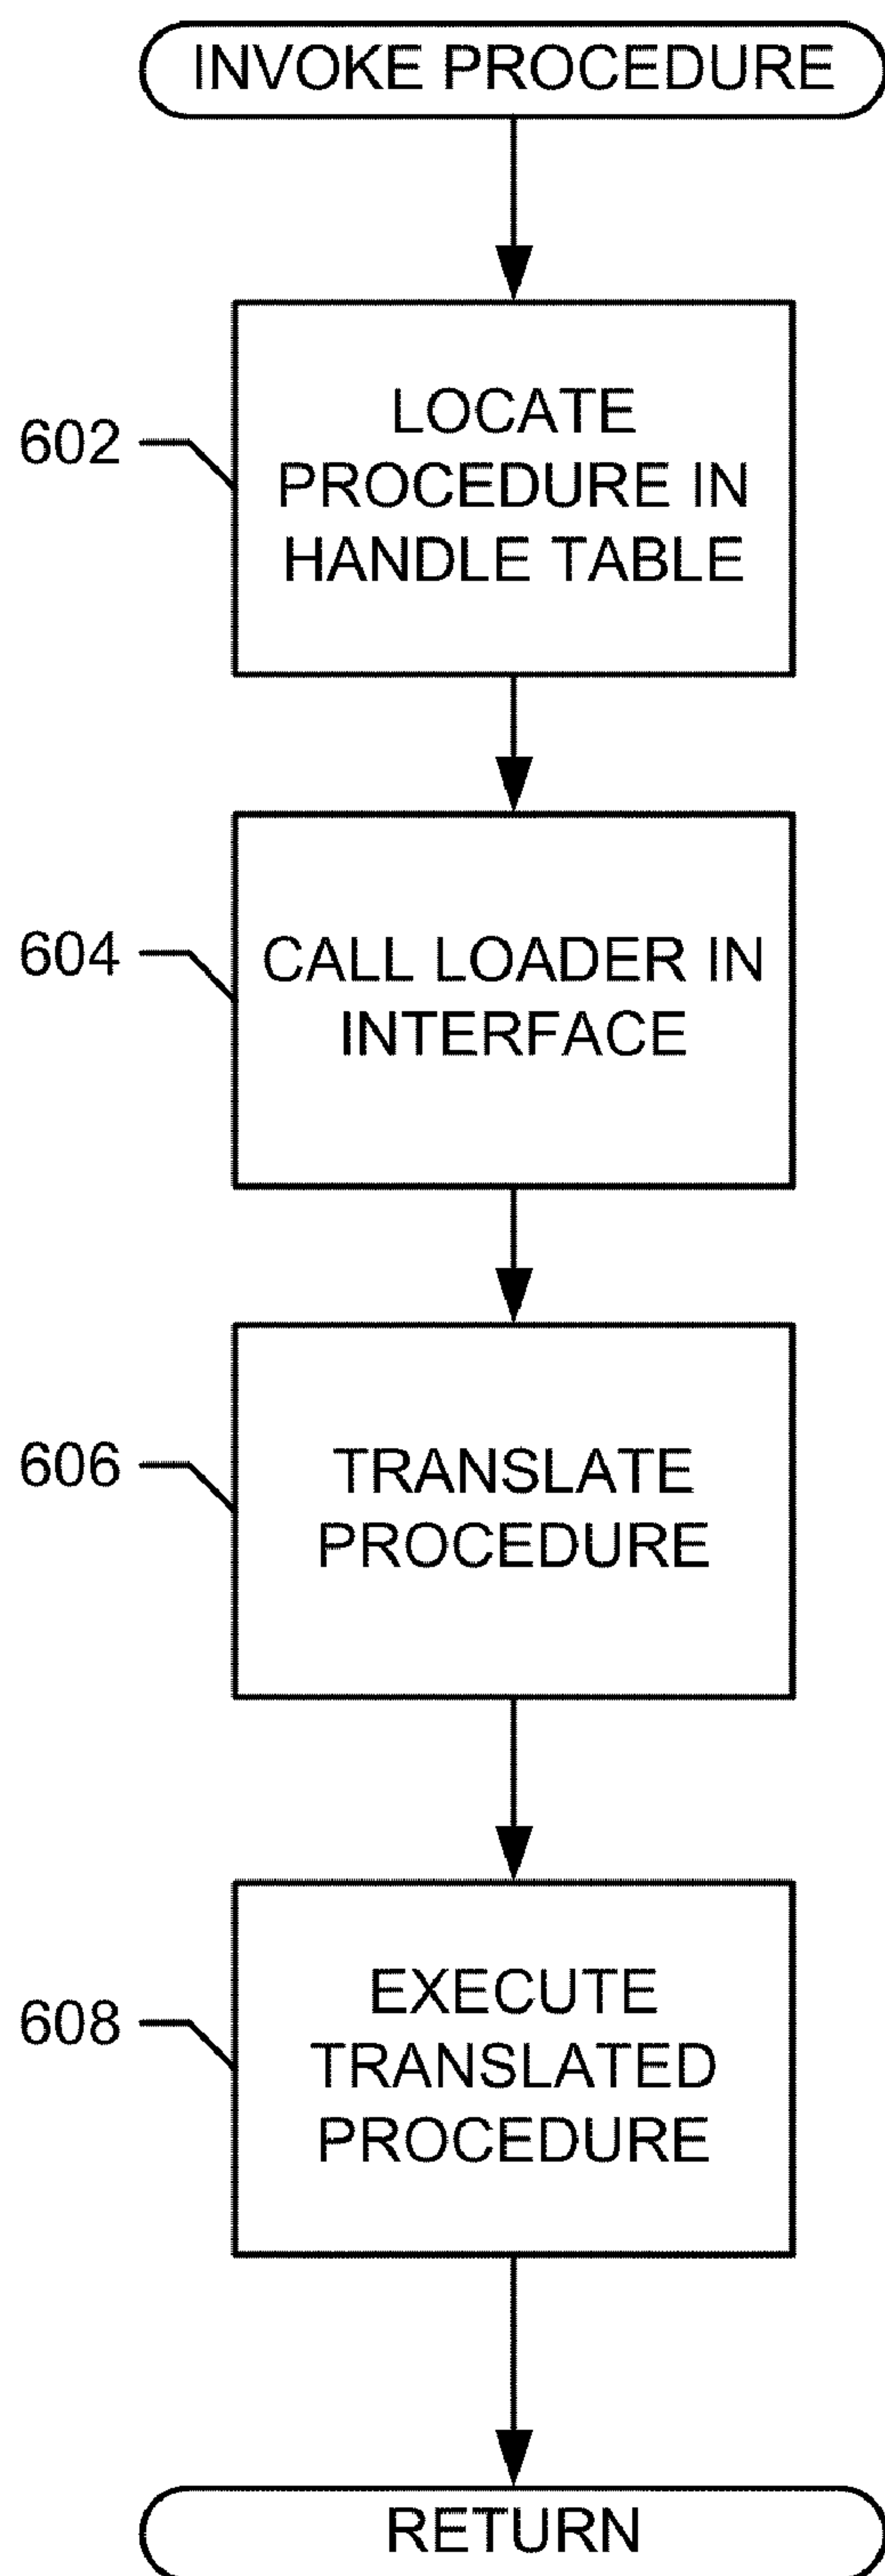 INVOKE PROCEDURE
602
LOCATE
PROCEDURE IN
HANDLE TABLE
604
CALL LOADER IN
INTERFACE
606
TRANSLATE
PROCEDURE
608
EXECUTE
TRANSLATED
PROCEDURE
RETURN